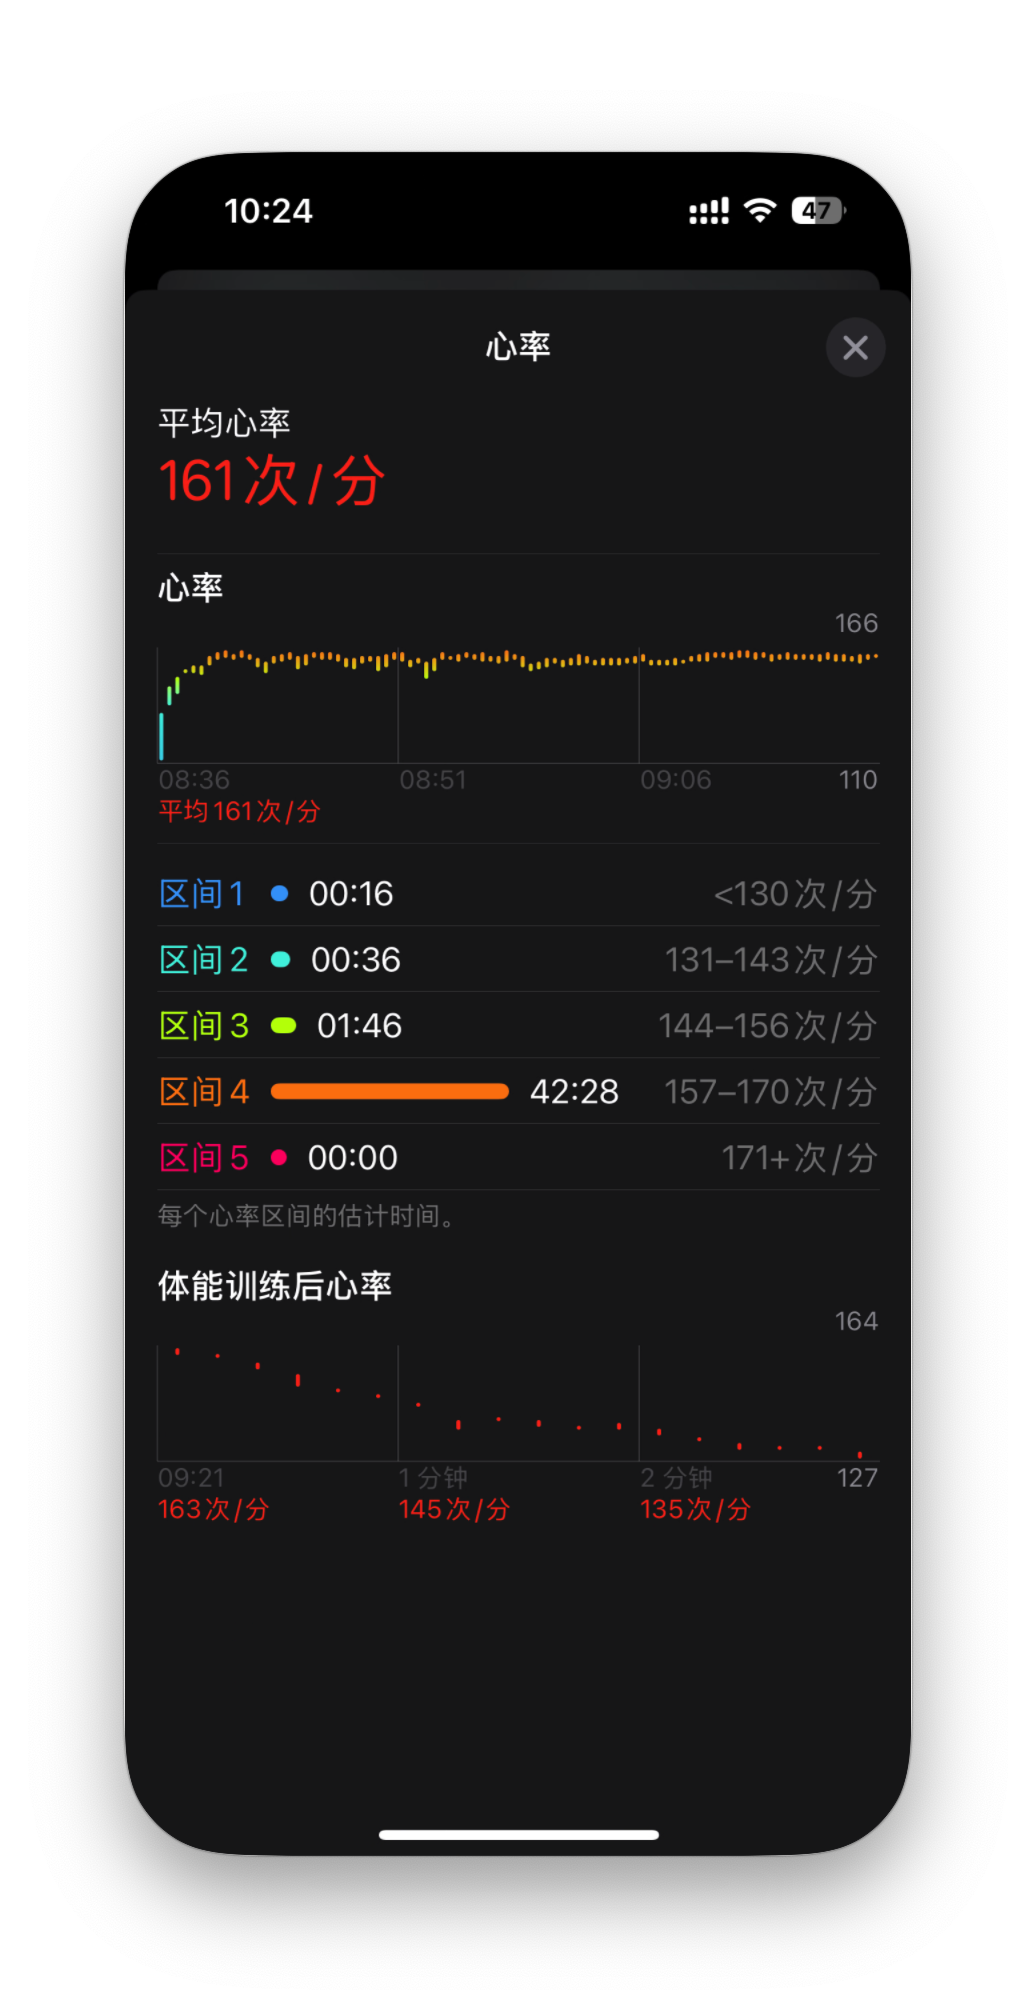 10:24
47
心率
平均心率
161次/分
心率
166
08:36 08:51 09:06 110
平均161次/分
区间1 00:16 <130次/分
区间2 00:36 131–143次/分
区间3 01:46 144–156次/分
区间4 42:28 157–170次/分
区间5 00:00 171+次/分
每个心率区间的估计时间。
体能训练后心率
164
09:21 1 分钟 2 分钟 127
163次/分 145次/分 135次/分